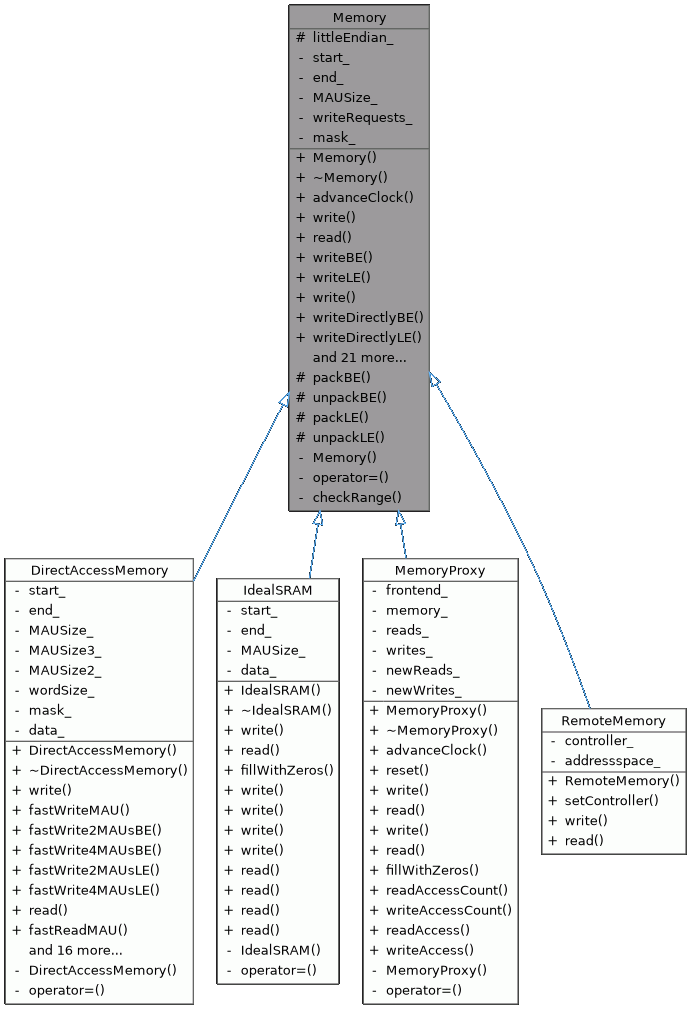 Memory
# littleEndian_
- start_
- end_
- MAUSize_
- writeRequests_
- mask_
+ Memory()
+ ~Memory()
+ advanceClock()
+ write()
+ read()
+ writeBE()
+ writeLE()
+ write()
+ writeDirectlyBE()
+ writeDirectlyLE()
and 21 more...
# packBE()
# unpackBE()
# packLE()
# unpackLE()
- Memory()
- operator=()
- checkRange()
DirectAccessMemory
- start_
- end_
- MAUSize_
- MAUSize3_
- MAUSize2_
- wordSize_
- mask_
- data_
+ DirectAccessMemory()
+ ~DirectAccessMemory()
+ write()
+ fastWriteMAU()
+ fastWrite2MAUsBE()
+ fastWrite4MAUsBE()
+ fastWrite2MAUsLE()
+ fastWrite4MAUsLE()
+ read()
+ fastReadMAU()
and 16 more...
- DirectAccessMemory()
- operator=()
IdealSRAM
- start_
- end_
- MAUSize_
- data_
+ IdealSRAM()
+ ~IdealSRAM()
+ write()
+ read()
+ fillWithZeros()
+ write()
+ write()
+ write()
+ write()
+ read()
+ read()
+ read()
+ read()
- IdealSRAM()
- operator=()
MemoryProxy
- frontend_
- memory_
- reads_
- writes_
- newReads_
- newWrites_
+ MemoryProxy()
+ ~MemoryProxy()
+ advanceClock()
+ reset()
+ write()
+ read()
+ write()
+ read()
+ fillWithZeros()
+ readAccessCount()
+ writeAccessCount()
+ readAccess()
+ writeAccess()
- MemoryProxy()
- operator=()
RemoteMemory
- controller_
- addressspace_
+ RemoteMemory()
+ setController()
+ write()
+ read()